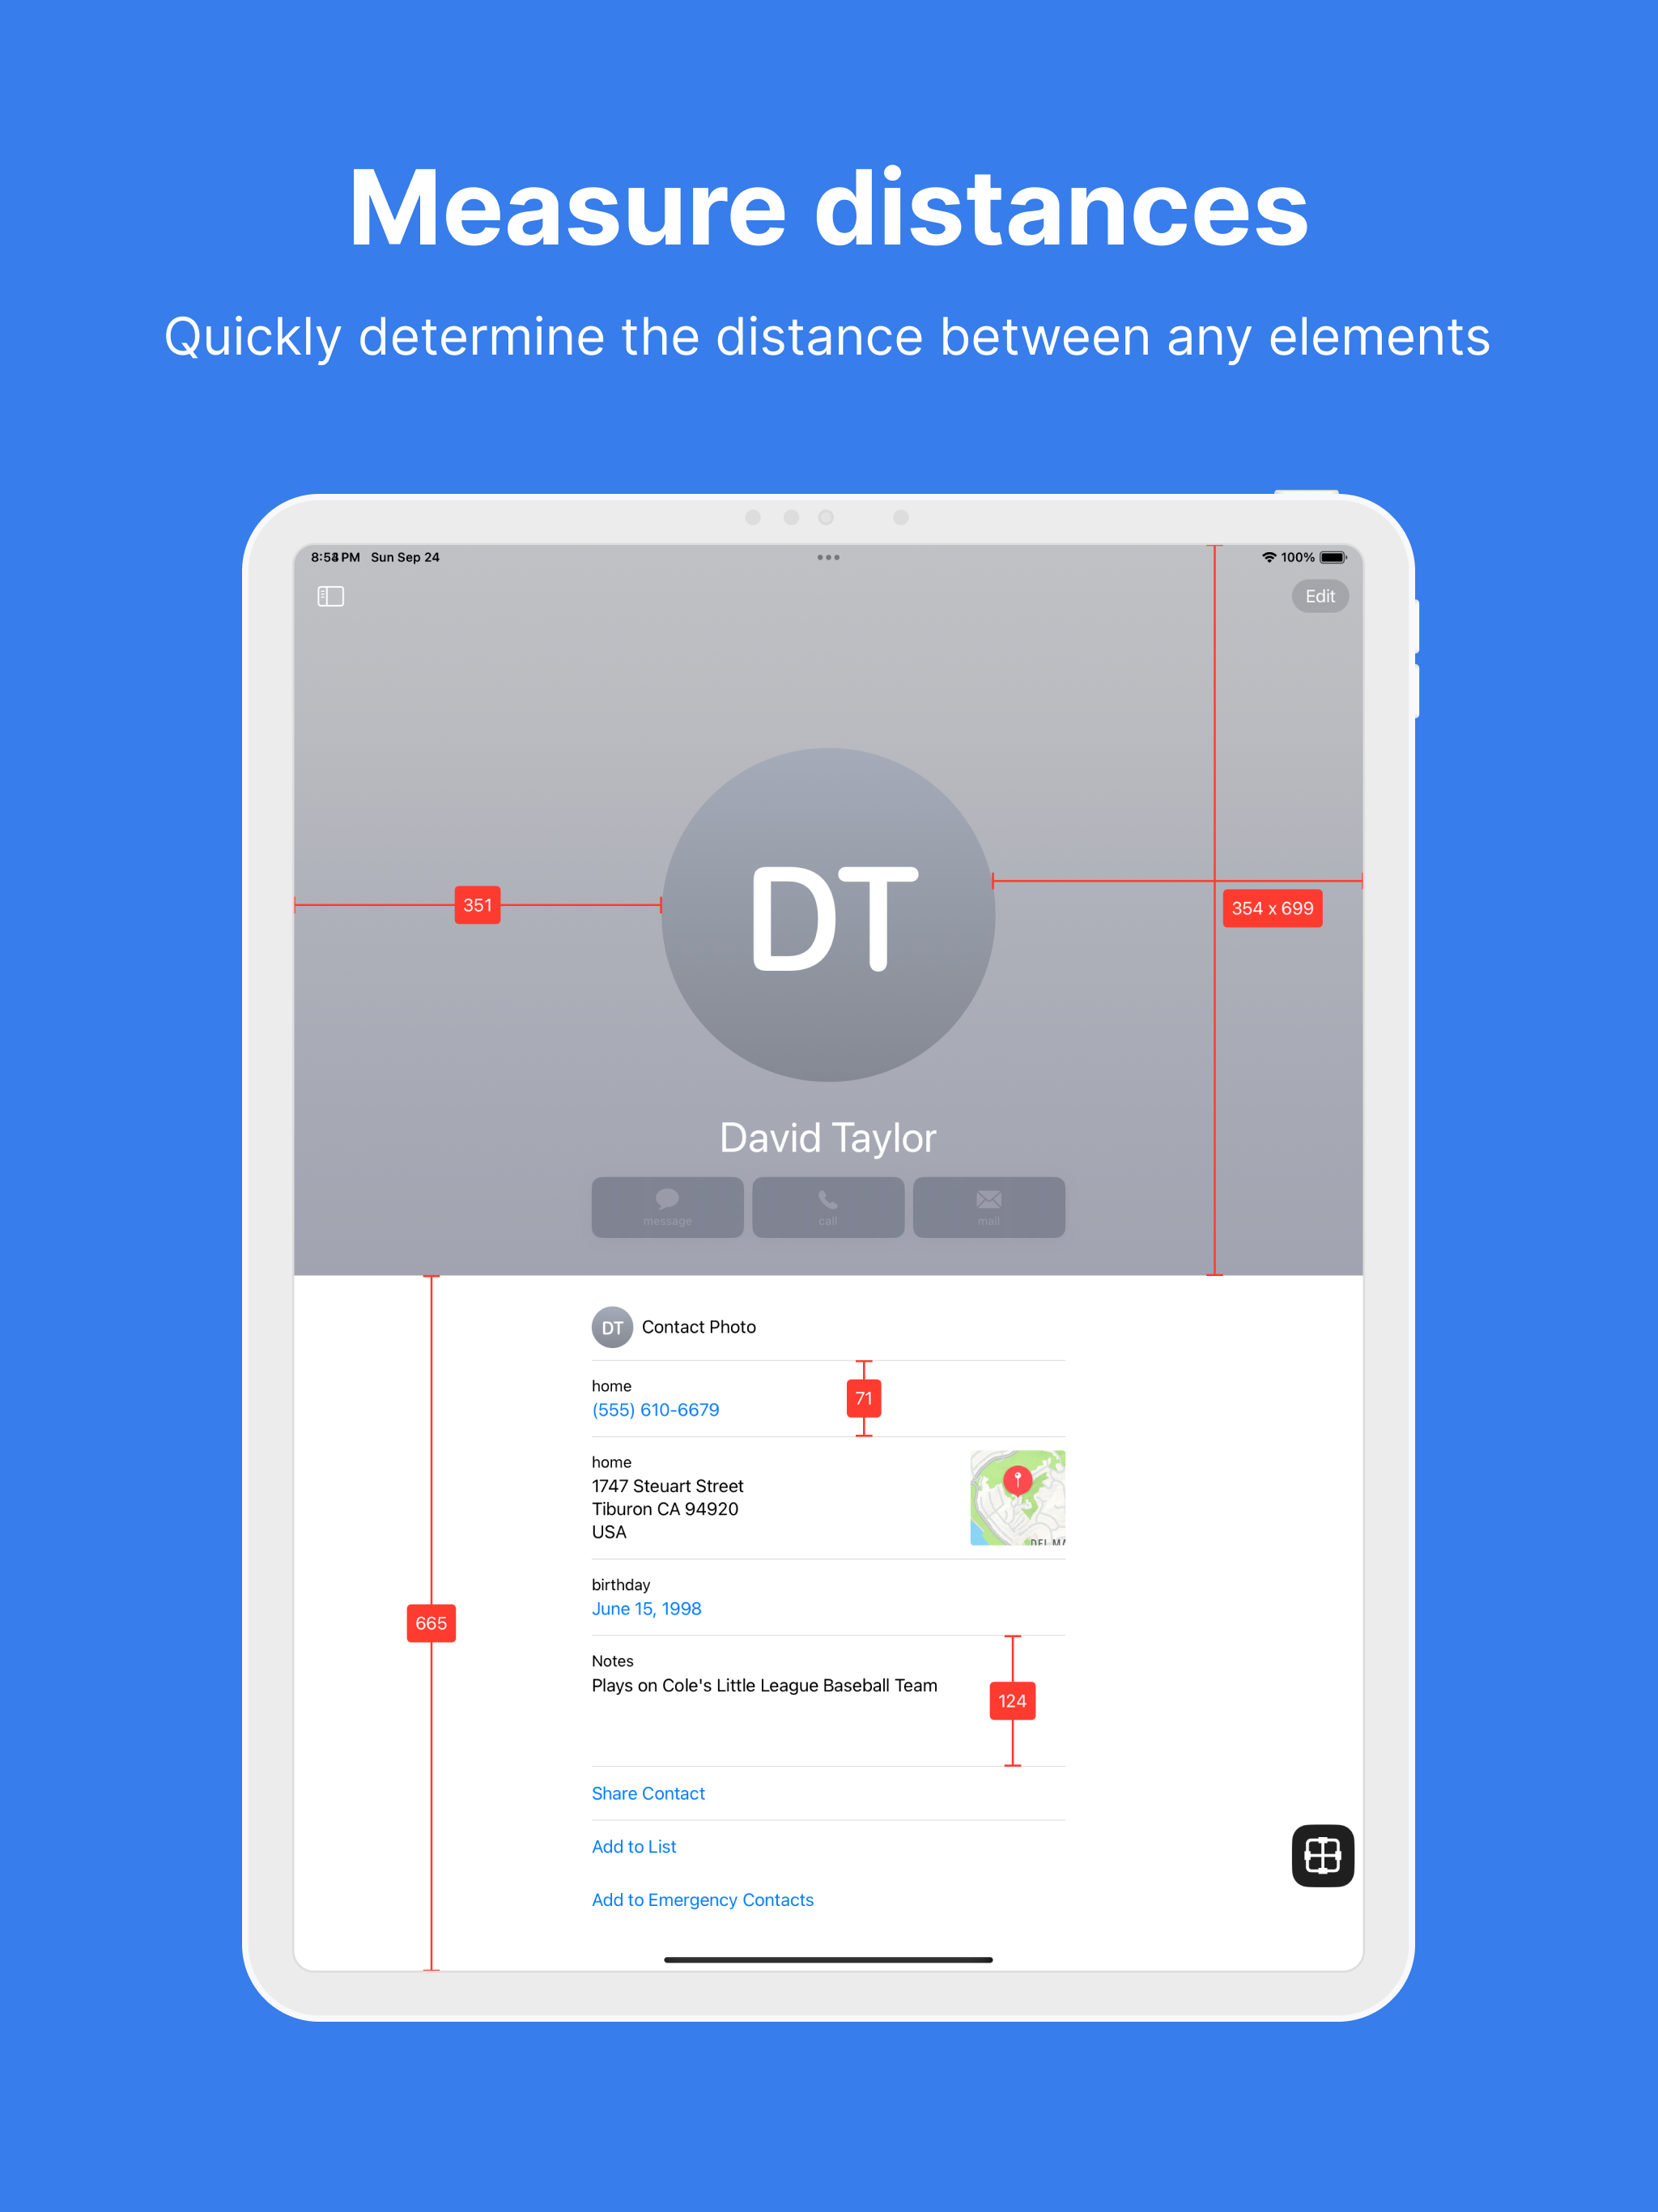 Measure distances
Quickly determine the distance between any elements
Sun Sep 24
100%
Edit
DT
351
354 x 699
David Taylor
message
call
mail
DT
Contact Photo
home
(555) 610-6679
71
home
1747 Steuart Street
Tiburon CA 94920
USA
DEL MA
birthday
June 15, 1998
665
Notes
Plays on Cole's Little League Baseball Team
124
Share Contact
Add to List
Add to Emergency Contacts